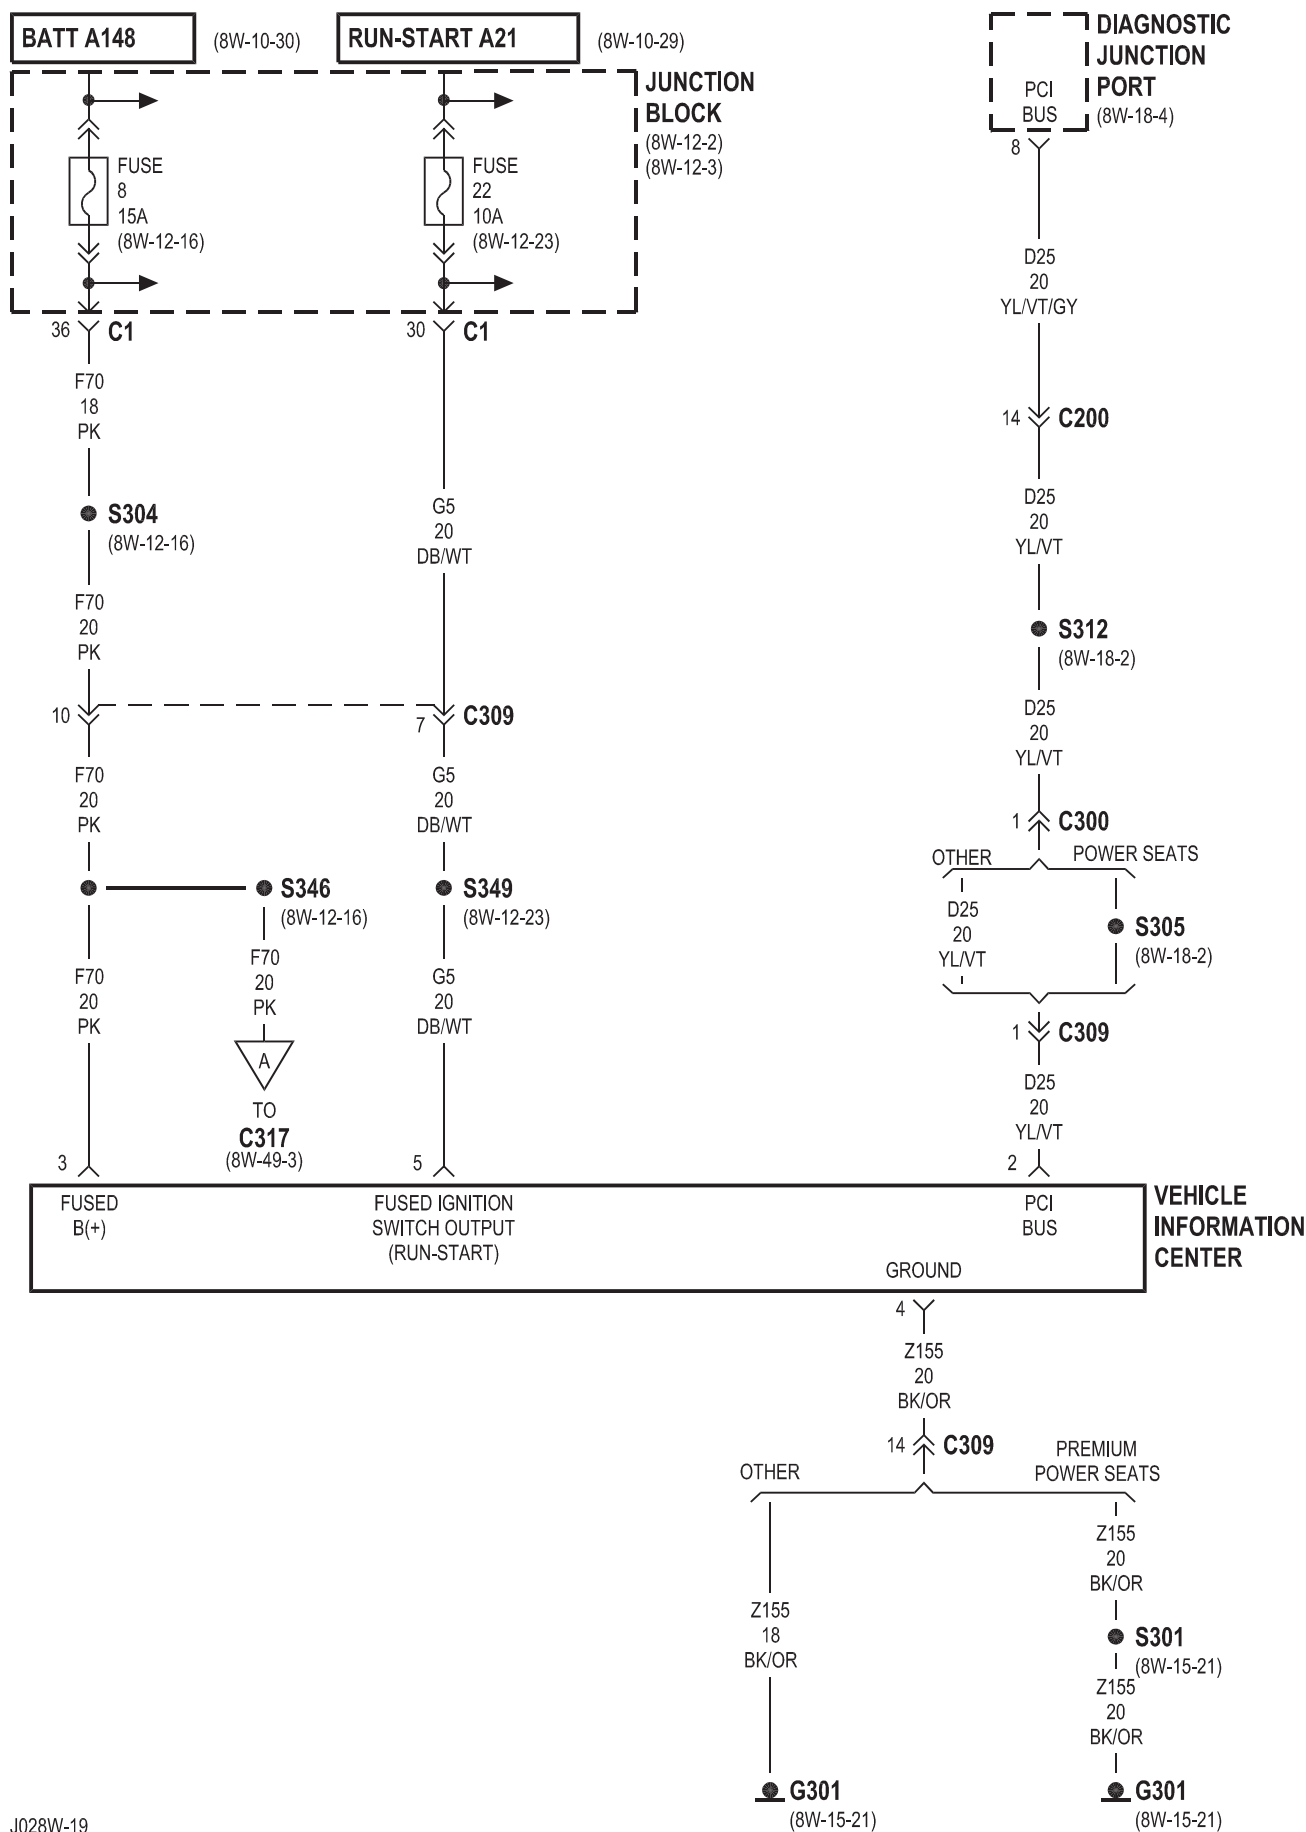 BATT A148
(8W-10-30)
RUN-START A21
(8W-10-29)
JUNCTION
BLOCK
(8W-12-2)
(8W-12-3)
FUSE
8
15A
(8W-12-16)
FUSE
22
10A
(8W-12-23)
DIAGNOSTIC
JUNCTION
PORT
(8W-18-4)
PCI
BUS
8
36
C1
30
C1
D25
20
YL/VT/GY
F70
18
PK
14
C200
S304
(8W-12-16)
G5
20
DB/WT
D25
20
YL/VT
F70
20
PK
S312
(8W-18-2)
10
7
C309
D25
20
YL/VT
F70
20
PK
G5
20
DB/WT
1
C300
OTHER
POWER SEATS
S346
(8W-12-16)
S349
(8W-12-23)
D25
20
YL/VT
S305
(8W-18-2)
F70
20
PK
F70
20
PK
G5
20
DB/WT
1
C309
A
TO
C317
(8W-49-3)
D25
20
YL/VT
3
5
2
FUSED
B(+)
FUSED IGNITION
SWITCH OUTPUT
(RUN-START)
PCI
BUS
VEHICLE
INFORMATION
CENTER
GROUND
4
Z155
20
BK/OR
14
C309
OTHER
PREMIUM
POWER SEATS
Z155
20
BK/OR
Z155
18
BK/OR
S301
(8W-15-21)
Z155
20
BK/OR
G301
(8W-15-21)
G301
(8W-15-21)
J028W-19